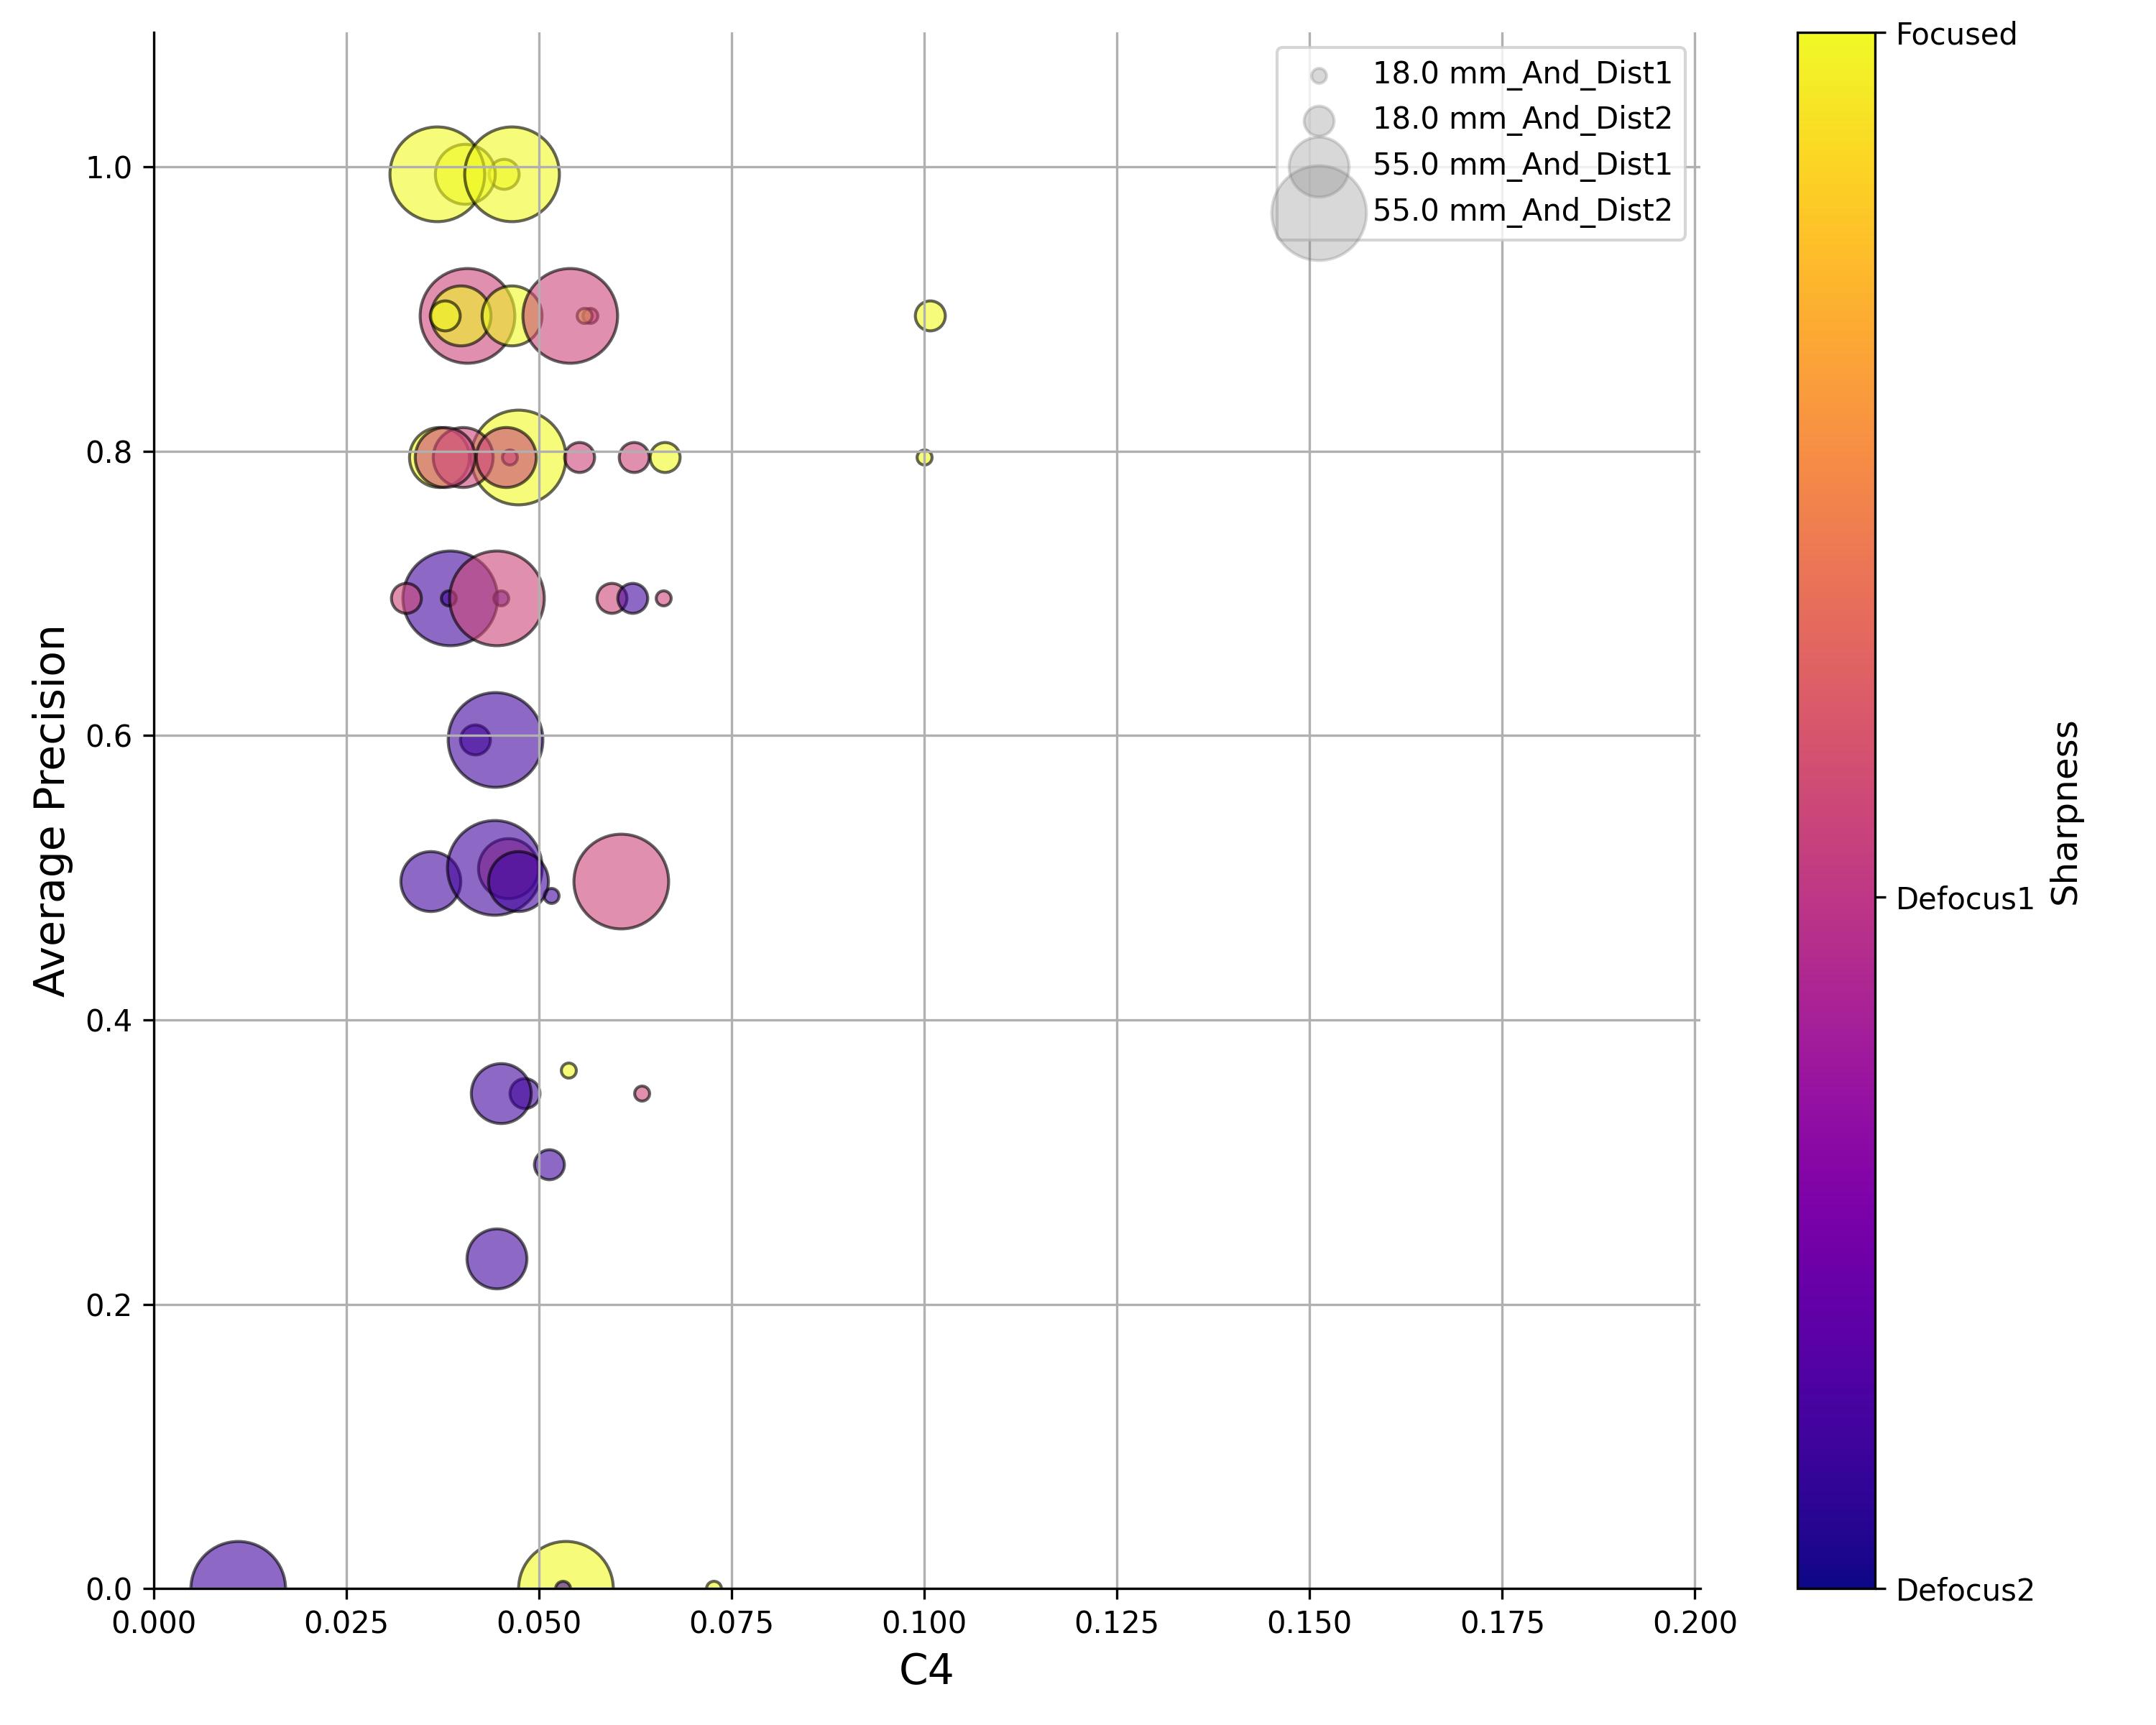 18.0 mm_And_Dist1
18.0 mm_And_Dist2
55.0 mm_And_Dist1
55.0 mm_And_Dist2
Average Precision
1.0
0.8
0.6
0.4
0.2
0.0
0.000 0.025 0.050 0.075 0.100 0.125 0.150 0.175 0.200
C4
Focused
Defocus1
Defocus2
Sharpness